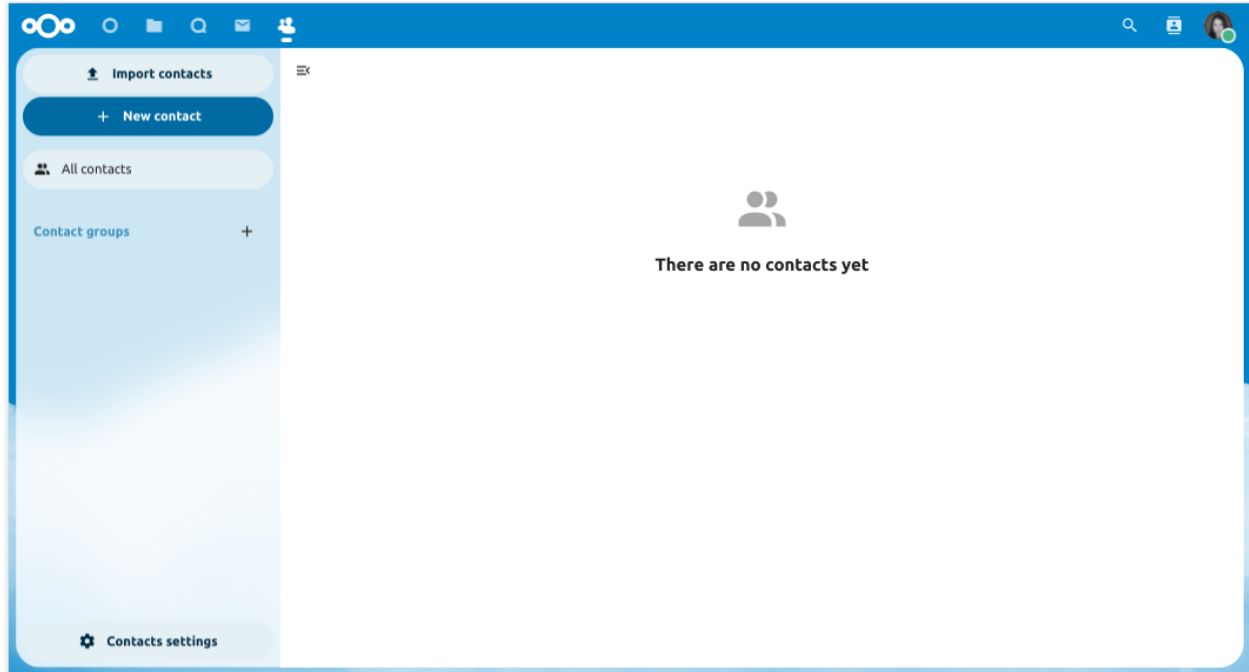 Import contacts
+ New contact
All contacts
Contact groups +
There are no contacts yet
Contacts settings